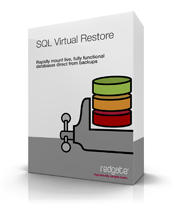 SQL Virtual Restore
Rapidly mount live, fully functional
databases direct from backups
redgate